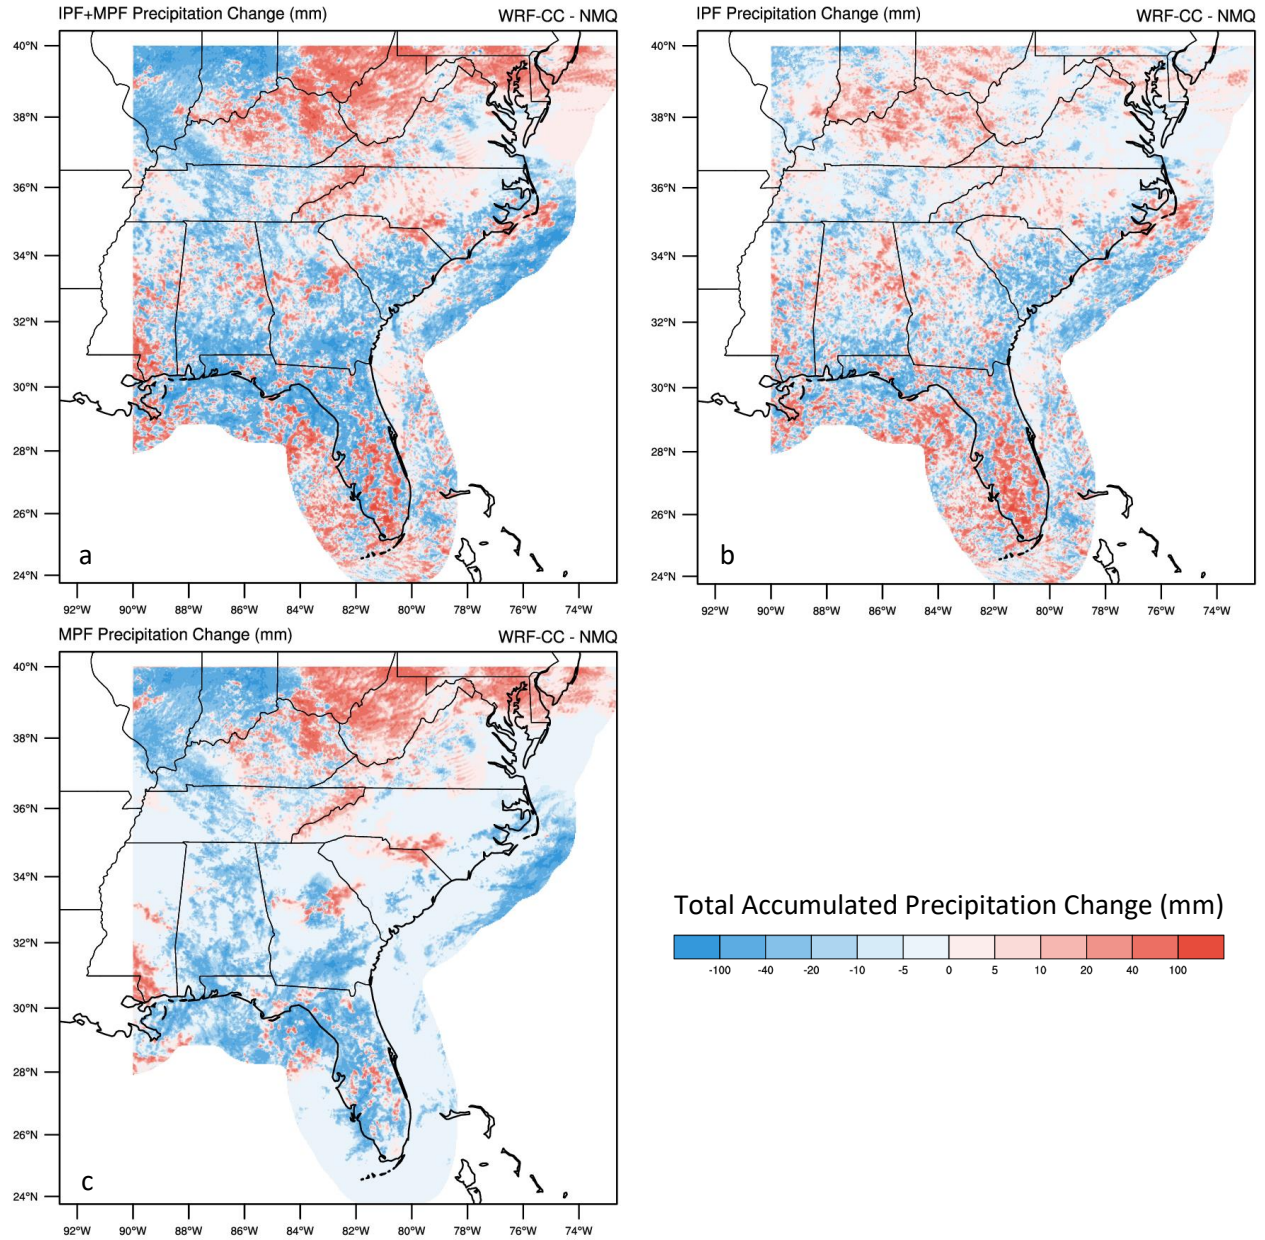 IPF+MPF Precipitation Change (mm) WRF-CC - NMQ
40°N
38°N
36°N
34°N
32°N
30°N
28°N
26°N
24°N
a
92°W 90°W 88°W 86°W 84°W 82°W 80°W 78°W 76°W 74°W
IPF Precipitation Change (mm) WRF-CC - NMQ
40°N
38°N
36°N
34°N
32°N
30°N
28°N
26°N
24°N
b
92°W 90°W 88°W 86°W 84°W 82°W 80°W 78°W 76°W 74°W
MPF Precipitation Change (mm) WRF-CC - NMQ
40°N
38°N
36°N
34°N
32°N
30°N
28°N
26°N
24°N
c
92°W 90°W 88°W 86°W 84°W 82°W 80°W 78°W 76°W 74°W
Total Accumulated Precipitation Change (mm)
-100 -40 -20 -10 -5 0 5 10 20 40 100